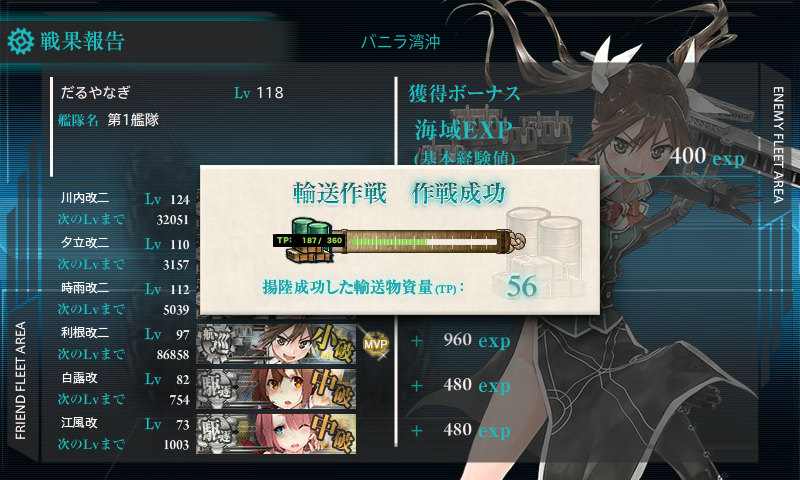 戦果報告
バニラ湾沖
だるやなぎ Lv 118
艦隊名 第1艦隊
獲得ボーナス
海域EXP
(基本経験値)
400 exp
輸送作戦 作戦成功
TP: 187/ 360
揚陸成功した輸送物資量(TP): 56
川内改二 Lv 124
次のLvまで 32051
夕立改二 Lv 110
次のLvまで 3157
時雨改二 Lv 112
次のLvまで 5039
利根改二 Lv 97
次のLvまで 86858
航巡 小破 MVP
+ 960 exp
白露改 Lv 82
次のLvまで 754
駆逐 中破
+ 480 exp
江風改 Lv 73
次のLvまで 1003
駆逐 中破
+ 480 exp
FRIEND FLEET AREA
ENEMY FLEET AREA